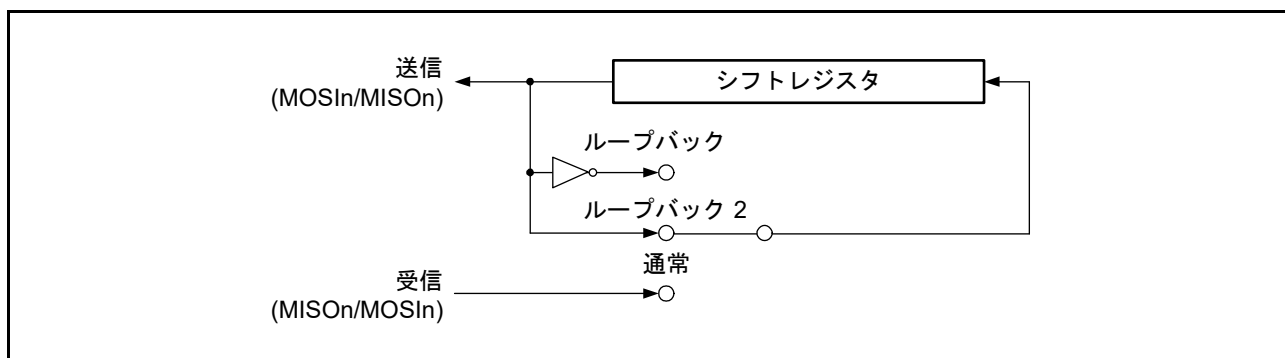 送信
(MOSIn/MISOn)
シフトレジスタ
ループバック
ループバック 2
通常
受信
(MISOn/MOSIn)